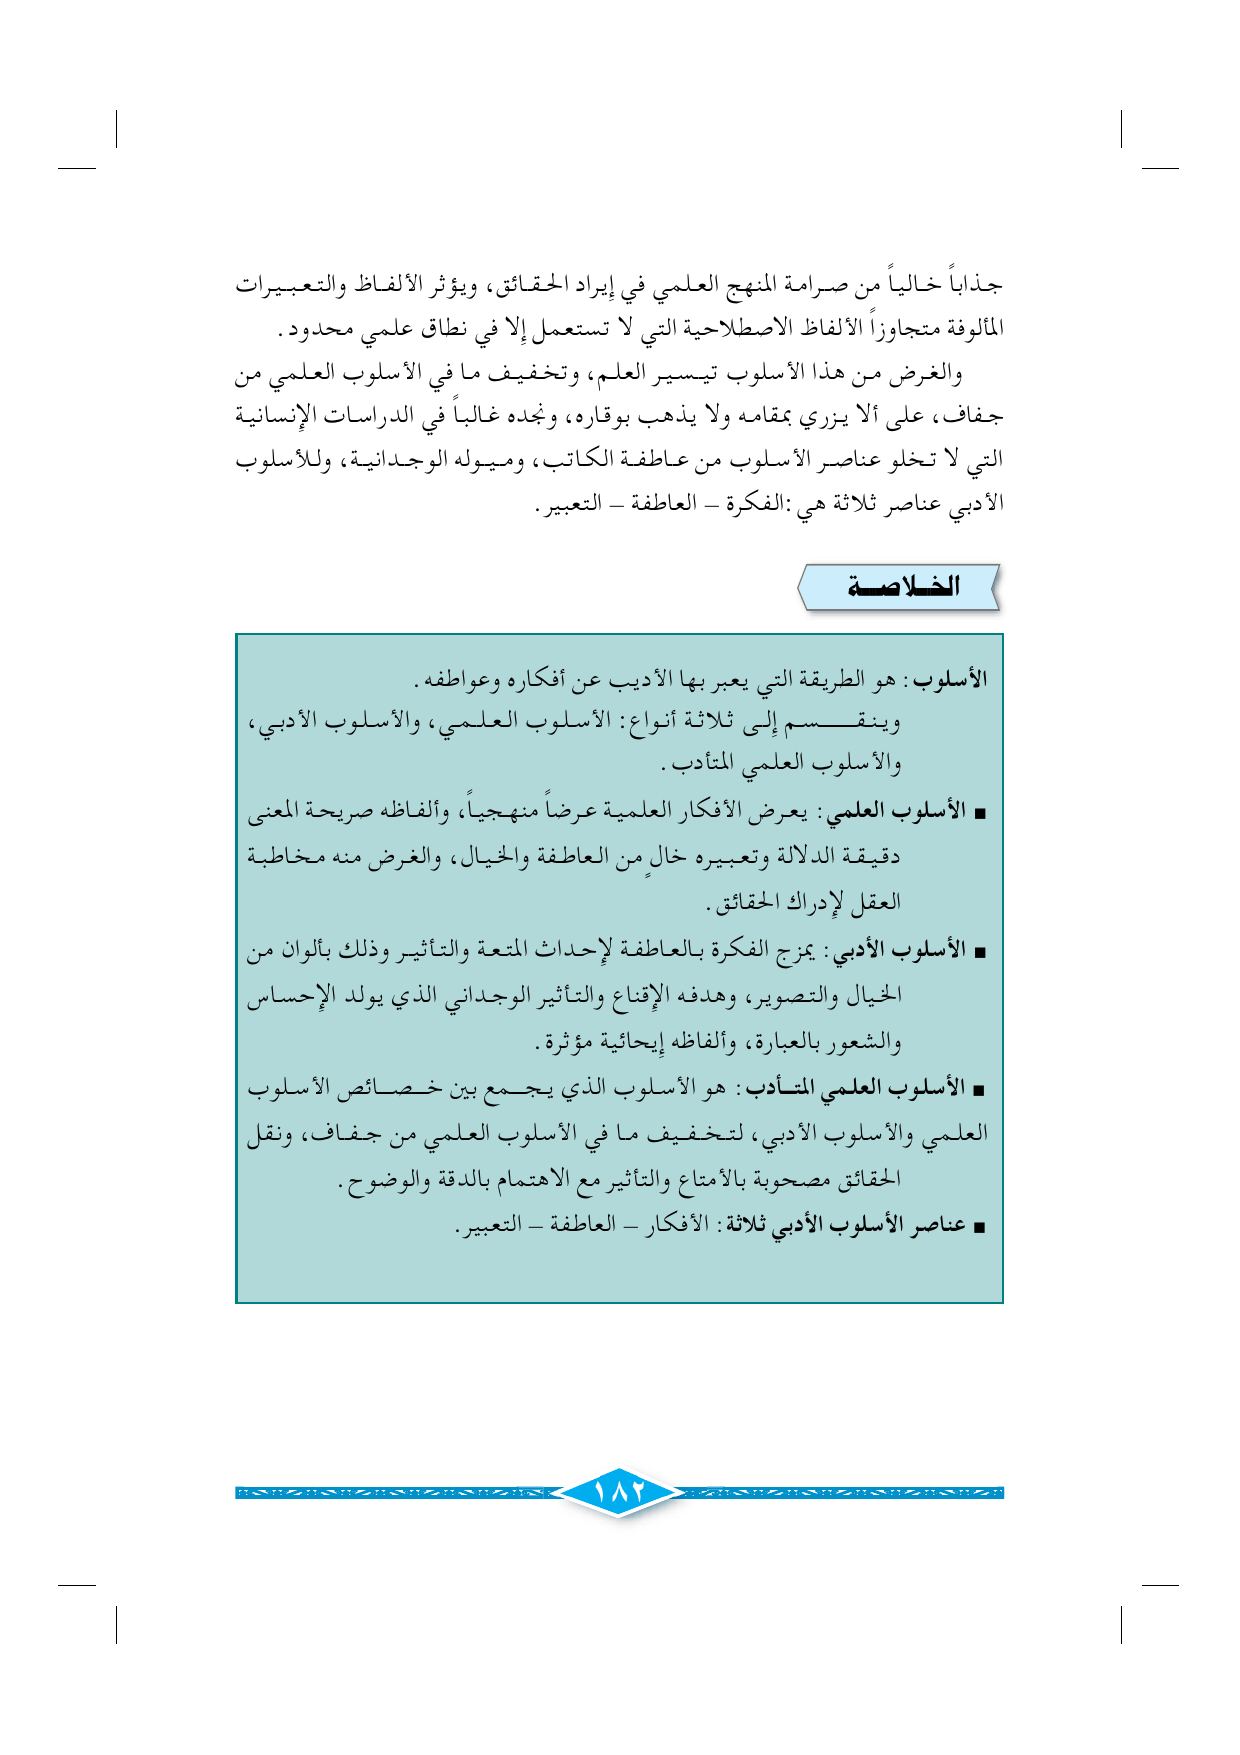 جذاباً خالياً من صرامة المنهج العلمي في إيراد الحقائق، ويؤثر الألفاظ والتعبيرات
المألوفة متجاوزاً الألفاظ الاصطلاحية التي لا تستعمل إلا في نطاق علمي محدود.
والغرض من هذا الأسلوب تيسير العلم، وتخفيف ما في الأسلوب العلمي من
جفاف، على ألا يزري بمقامه ولا يذهب بوقاره، ونجده غالباً في الدراسات الإنسانية
التي لا تخلو عناصر الأسلوب من عاطفة الكاتب، وميوله الوجدانية، وللأسلوب
الأدبي عناصر ثلاثة هي: الفكرة – العاطفة – التعبير.
الخلاصة
الأسلوب: هو الطريقة التي يعبر بها الأديب عن أفكاره وعواطفه.
وينقسم إلى ثلاثة أنواع: الأسلوب العلمي، والأسلوب الأدبي،
والأسلوب العلمي المتأدب.
■ الأسلوب العلمي: يعرض الأفكار العلمية عرضاً منهجياً، وألفاظه صريحة المعنى
دقيقة الدلالة وتعبيره خالٍ من العاطفة والخيال، والغرض منه مخاطبة
العقل لإدراك الحقائق.
■ الأسلوب الأدبي: يمزج الفكرة بالعاطفة لإحداث المتعة والتأثير وذلك بألوان من
الخيال والتصوير، وهدفه الإقناع والتأثير الوجداني الذي يولد الإحساس
والشعور بالعبارة، وألفاظه إيحائية مؤثرة.
■ الأسلوب العلمي المتأدب: هو الأسلوب الذي يجمع بين خصائص الأسلوب
العلمي والأسلوب الأدبي، لتخفيف ما في الأسلوب العلمي من جفاف، ونقل
الحقائق مصحوبة بالأمتاع والتأثير مع الاهتمام بالدقة والوضوح.
■ عناصر الأسلوب الأدبي ثلاثة: الأفكار – العاطفة – التعبير.
١٨٢